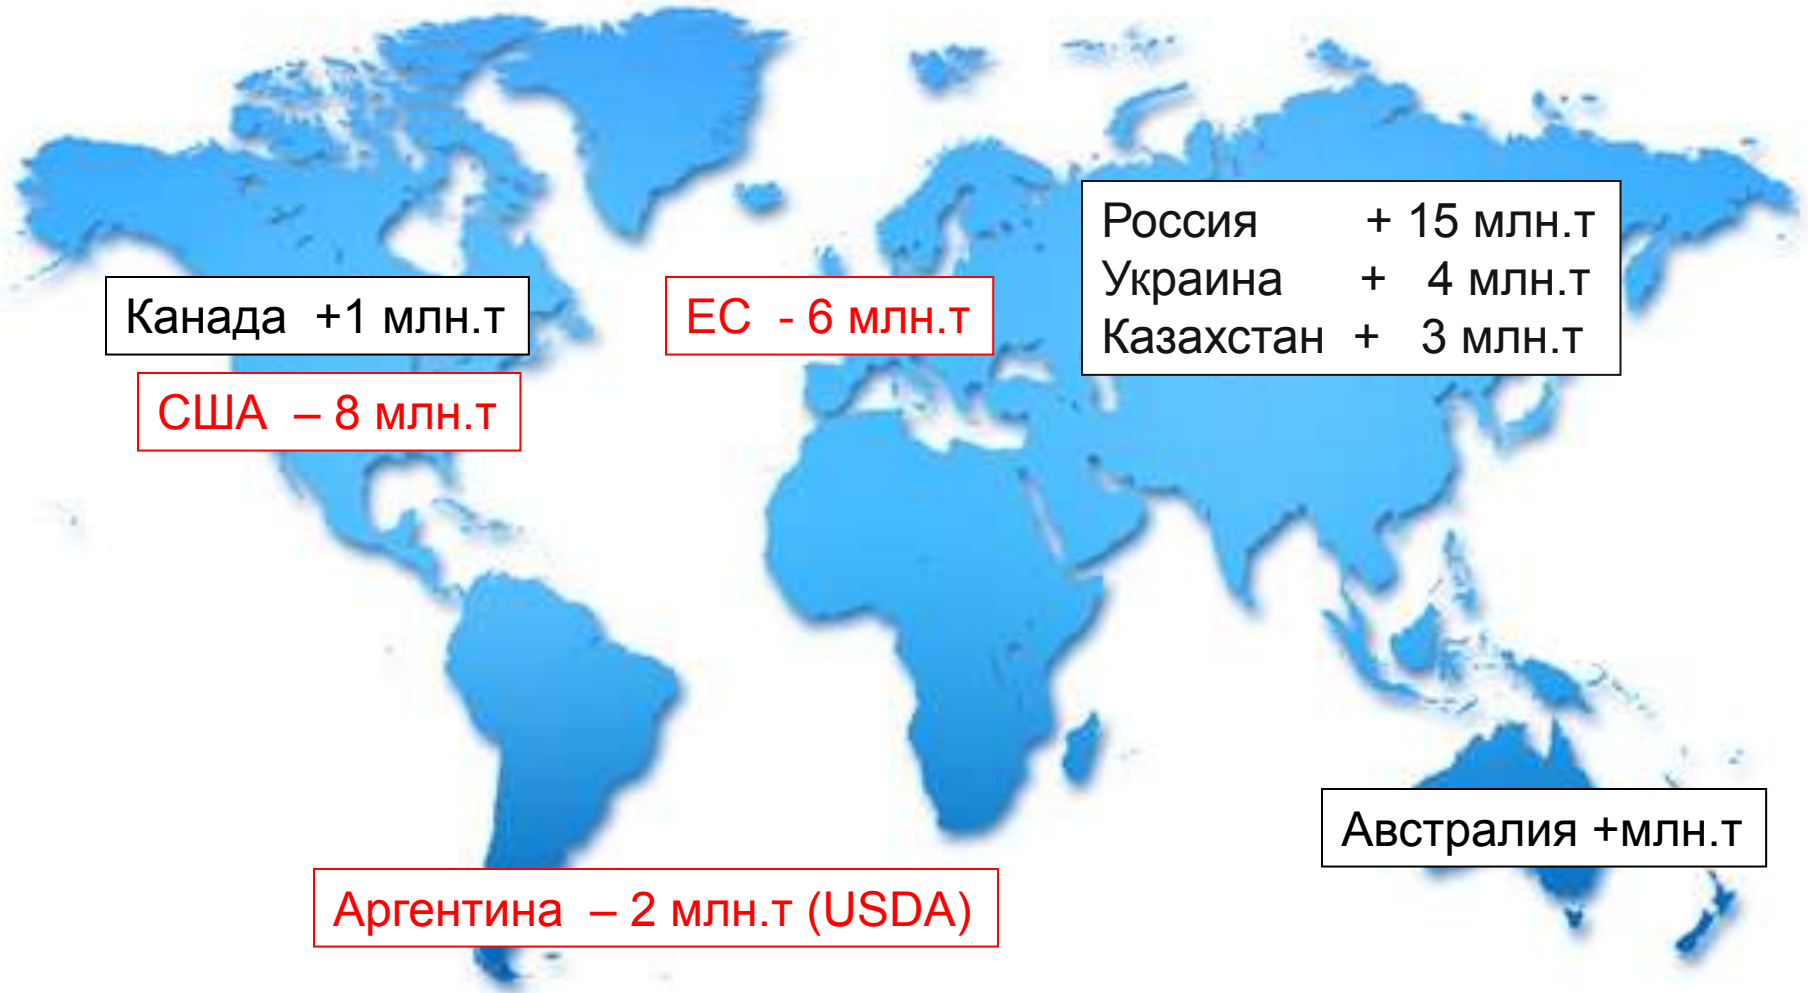 Россия + 15 млн.т
Украина + 4 млн.т
Казахстан + 3 млн.т
Канада +1 млн.т
ЕС - 6 млн.т
США – 8 млн.т
Австралия +млн.т
Аргентина – 2 млн.т (USDA)